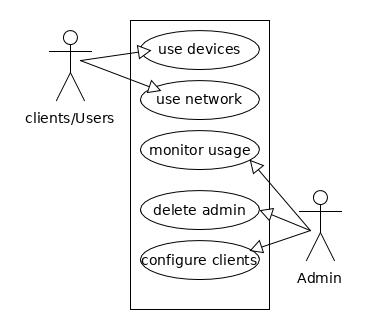 use devices
clients/Users
use network
monitor usage
delete admin
configure clients
Admin